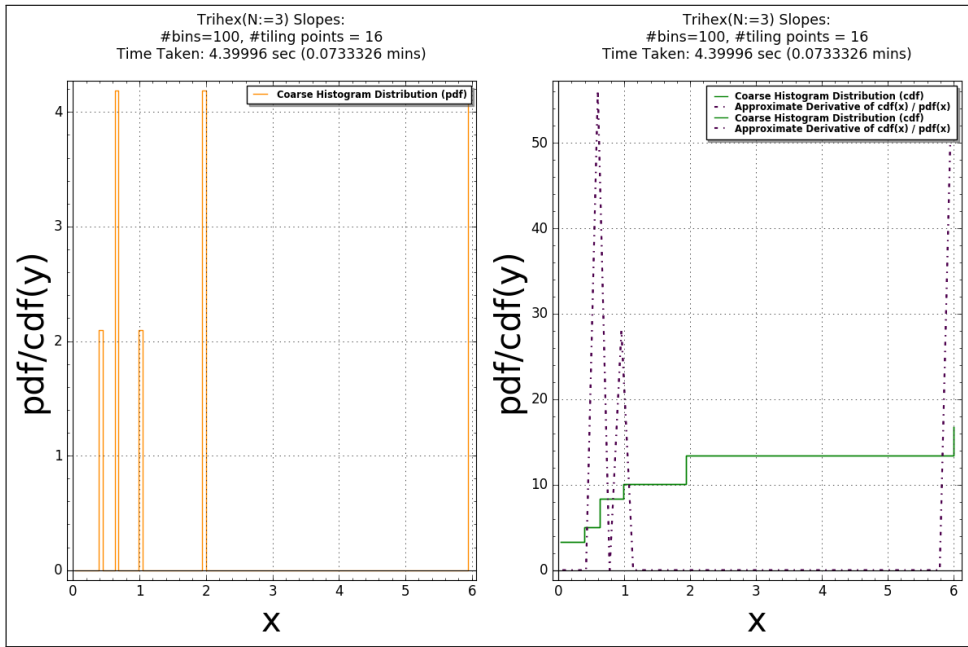 Trihex(N:=3) Slopes:
#bins=100, #tiling points = 16
Time Taken: 4.39996 sec (0.0733326 mins)
Coarse Histogram Distribution (pdf)
pdf/cdf(y)
4
3
2
1
0
0 1 2 3 4 5 6
x
Trihex(N:=3) Slopes:
#bins=100, #tiling points = 16
Time Taken: 4.39996 sec (0.0733326 mins)
Coarse Histogram Distribution (cdf)
Approximate Derivative of cdf(x) / pdf(x)
Coarse Histogram Distribution (cdf)
Approximate Derivative of cdf(x) / pdf(x)
pdf/cdf(y)
50
40
30
20
10
0
0 1 2 3 4 5 6
x